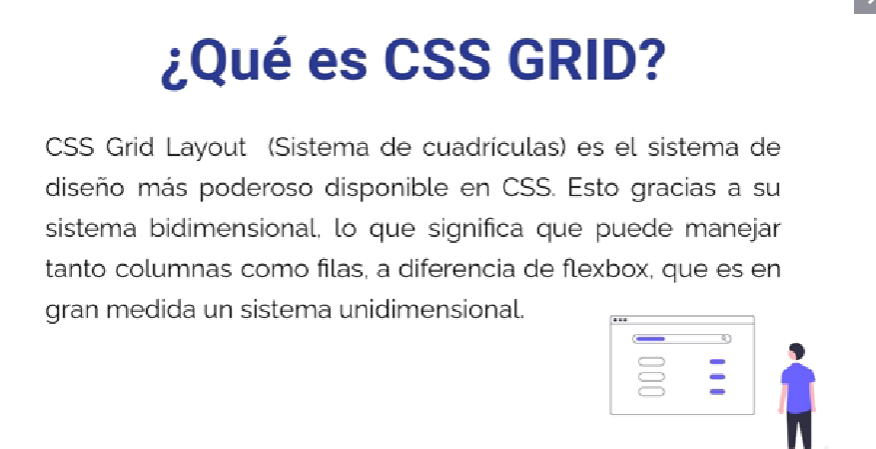 ¿Qué es CSS GRID?
CSS Grid Layout (Sistema de cuadrículas) es el sistema de
diseño más poderoso disponible en CSS. Esto gracias a su
sistema bidimensional, lo que significa que puede manejar
tanto columnas como filas, a diferencia de flexbox, que es en
gran medida un sistema unidimensional.